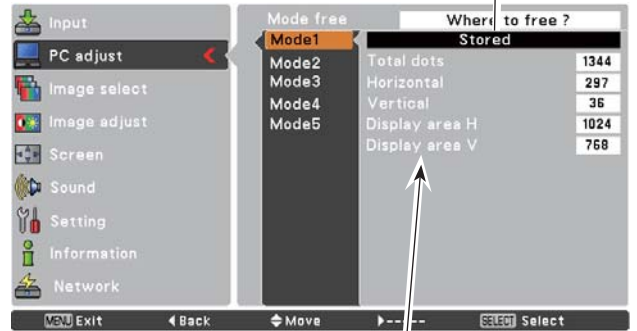 Input
PC adjust
Image select
Image adjust
Screen
Sound
Setting
Information
Network
Mode free
Where to free ?
Mode1
Mode2
Mode3
Mode4
Mode5
Stored
Total dots 1344
Horizontal 297
Vertical 36
Display area H 1024
Display area V 768
MENU Exit
Back
Move
-----
SELECT Select